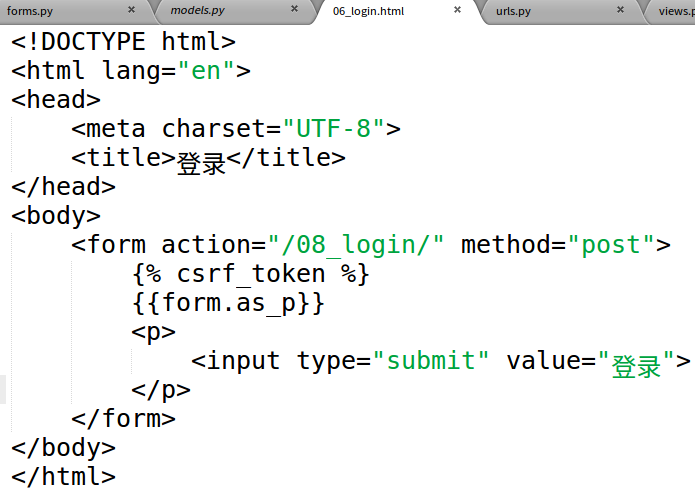 forms.py × models.py × 06_login.html × urls.py × views.p
<!DOCTYPE html>
<html lang="en">
<head>
    <meta charset="UTF-8">
    <title>登录</title>
</head>
<body>
    <form action="/08_login/" method="post">
        {% csrf_token %}
        {{form.as_p}}
        <p>
            <input type="submit" value="登录">
        </p>
    </form>
</body>
</html>